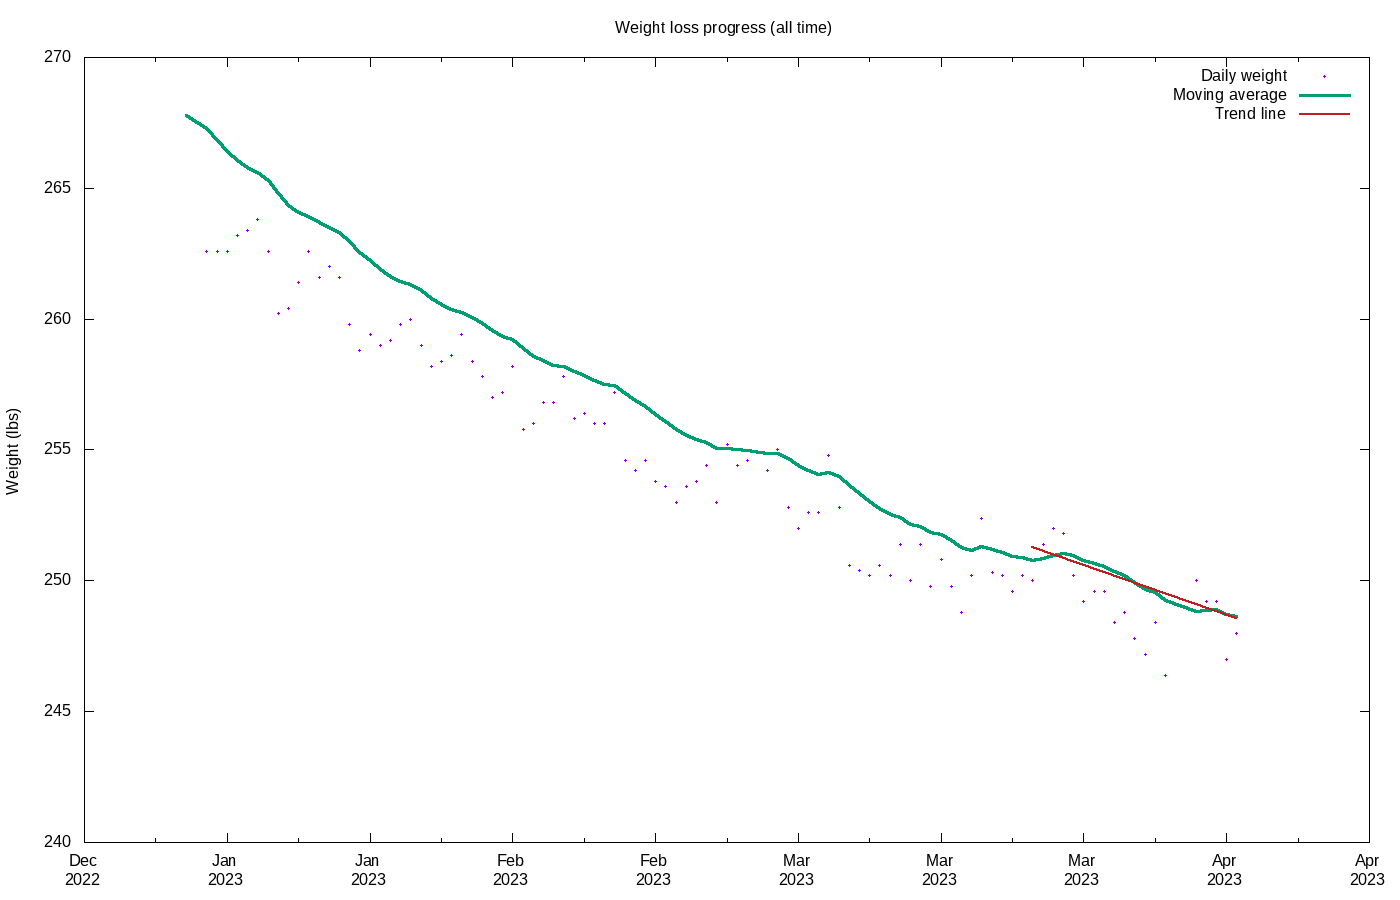 Weight loss progress (all time)
Daily weight
Moving average
Trend line
Weight (lbs)
270
265
260
255
250
245
240
Dec Jan Jan Feb Feb Mar Mar Mar Apr Apr
2022 2023 2023 2023 2023 2023 2023 2023 2023 2023